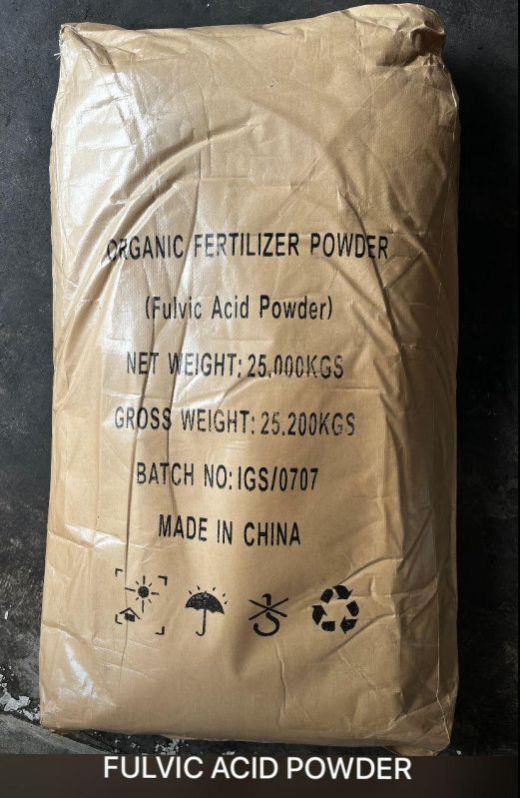 ORGANIC FERTILIZER POWDER
(Fulvic Acid Powder)
NET WEIGHT: 25.000KGS
GROSS WEIGHT: 25.200KGS
BATCH NO: IGS/0707
MADE IN CHINA
FULVIC ACID POWDER